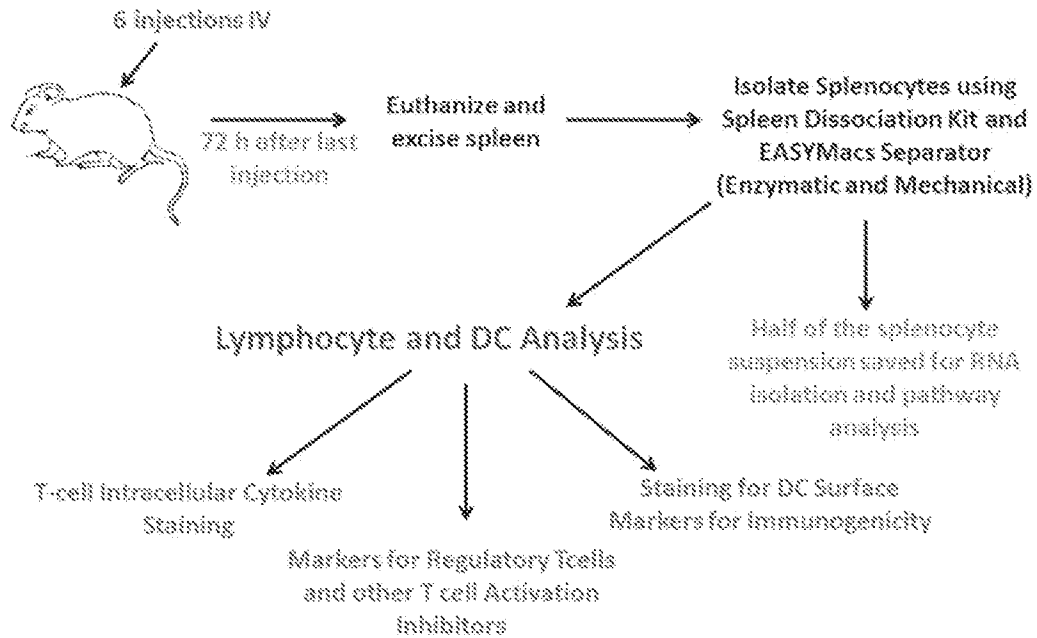 6 injections IV
72 h after last
injection
Euthanize and
excise spleen
Isolate Splenocytes using
Spleen Dissociation Kit and
EASYMacs Separator
(Enzymatic and Mechanical)
Lymphocyte and DC Analysis
Half of the splenocyte
suspension saved for RNA
isolation and pathway
analysis
T-cell Intracellular Cytokine
Staining
Markers for Regulatory Tcells
and other T cell Activation
Inhibitors
Staining for DC Surface
Markers for Immunogenicity